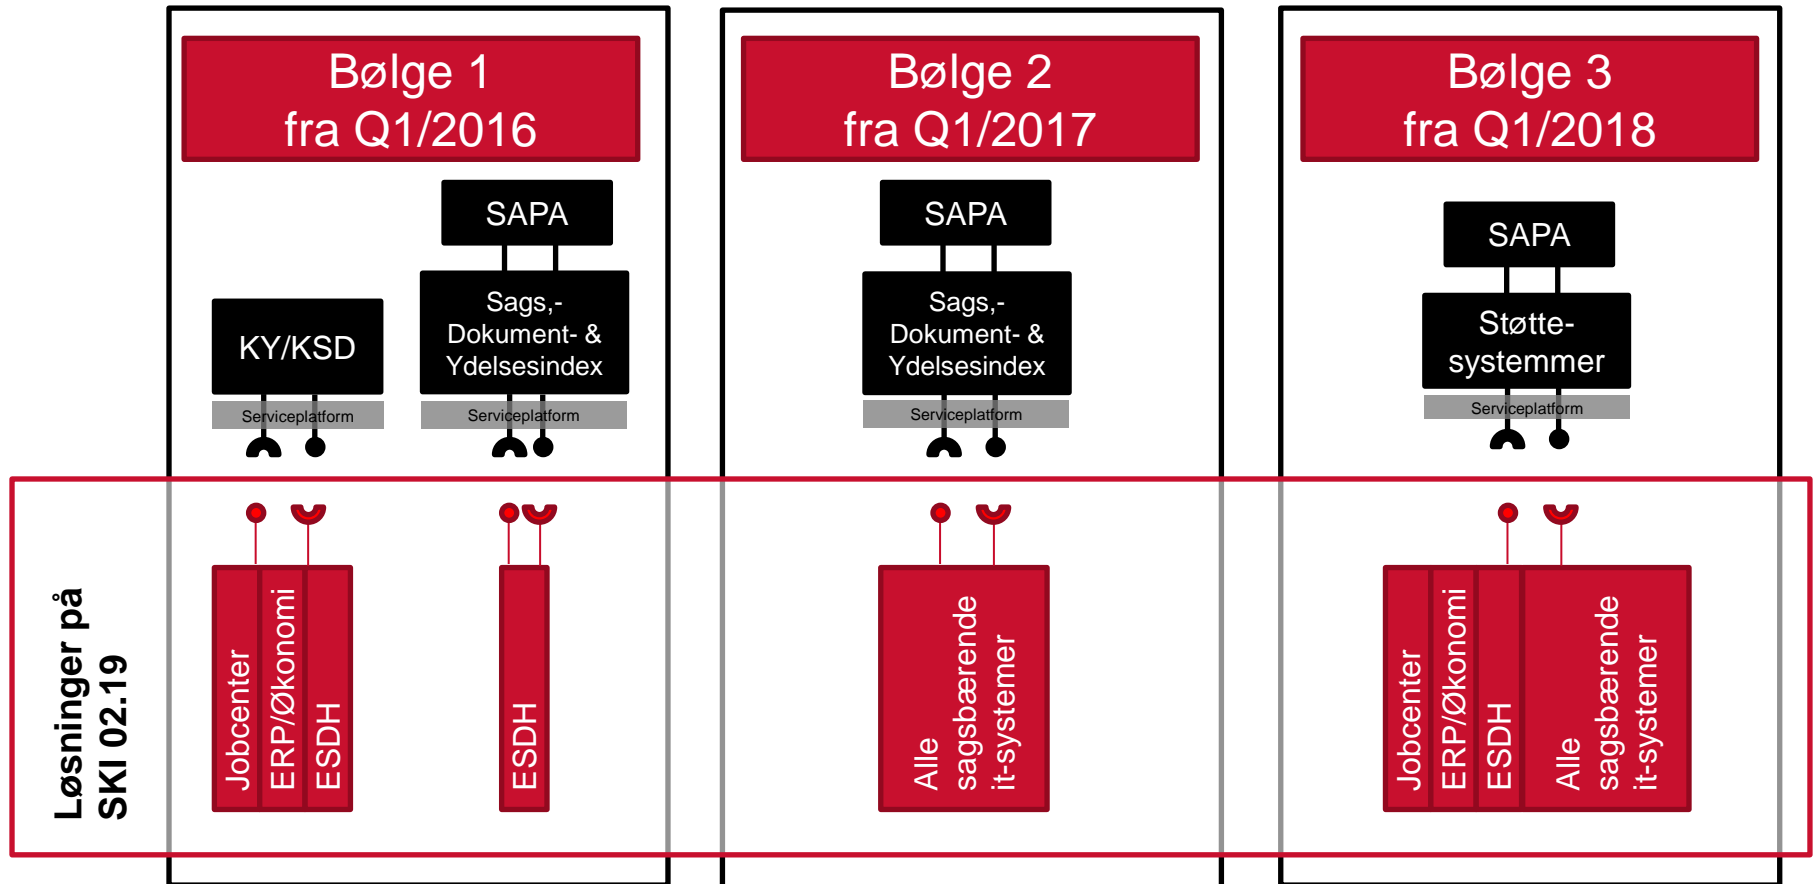 Bølge 1
fra Q1/2016
SAPA
Sags,-
Dokument- &
Ydelsesindex
KY/KSD
Serviceplatform
Serviceplatform
Bølge 2
fra Q1/2017
SAPA
Sags,-
Dokument- &
Ydelsesindex
Serviceplatform
Bølge 3
fra Q1/2018
SAPA
Støtte-
systemmer
Serviceplatform
Løsninger på
SKI 02.19
Jobcenter
ERP/Økonomi
ESDH
ESDH
Alle
sagsbærende
it-systemer
Jobcenter
ERP/Økonomi
ESDH
Alle
sagsbærende
it-systemer